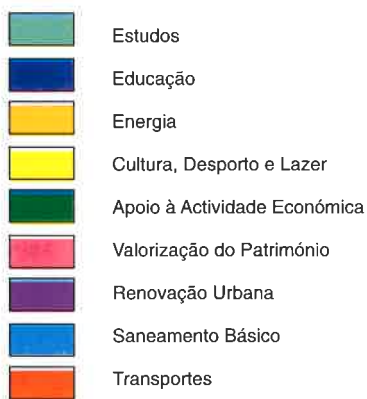 Estudos
Educação
Energia
Cultura, Desporto e Lazer
Apoio à Actividade Económica
Valorização do Património
Renovação Urbana
Saneamento Básico
Transportes